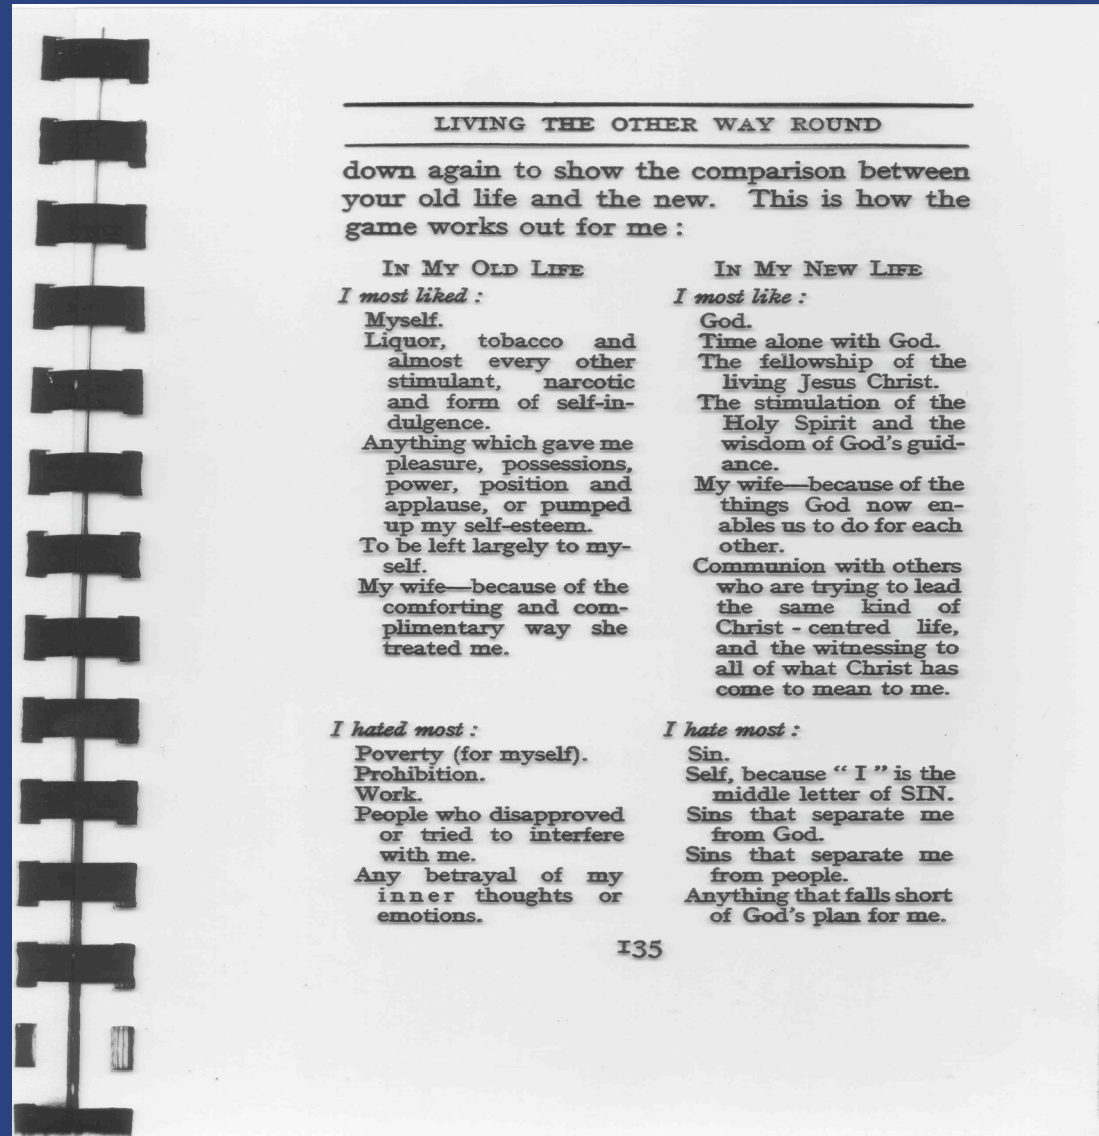 LIVING THE OTHER WAY ROUND
down again to show the comparison between
your old life and the new. This is how the
game works out for me :
IN MY OLD LIFE
I most liked :
Myself.
Liquor, tobacco and
almost every other
stimulant, narcotic
and form of self-in-
dulgence.
Anything which gave me
pleasure, possessions,
power, position and
applause, or pumped
up my self-esteem.
To be left largely to my-
self.
My wife—because of the
comforting and com-
plimentary way she
treated me.
IN MY NEW LIFE
I most like :
God.
Time alone with God.
The fellowship of the
living Jesus Christ.
The stimulation of the
Holy Spirit and the
wisdom of God's guid-
ance.
My wife—because of the
things God now en-
ables us to do for each
other.
Communion with others
who are trying to lead
the same kind of
Christ - centred life,
and the witnessing to
all of what Christ has
come to mean to me.
I hated most :
Poverty (for myself).
Prohibition.
Work.
People who disapproved
or tried to interfere
with me.
Any betrayal of my
inner thoughts or
emotions.
I hate most :
Sin.
Self, because “ I ” is the
middle letter of SIN.
Sins that separate me
from God.
Sins that separate me
from people.
Anything that falls short
of God's plan for me.
135